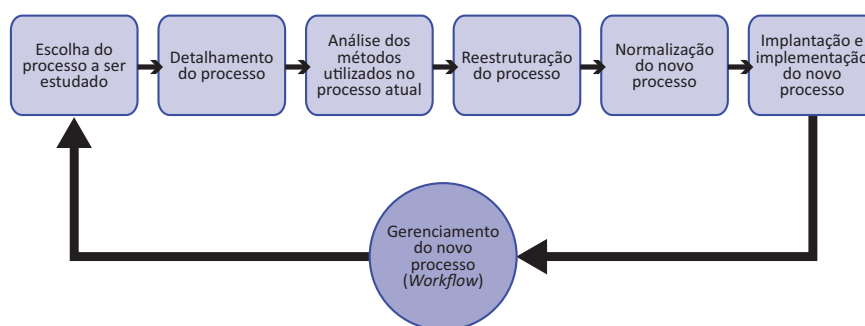 Escolha do
processo a ser
estudado
Detalhamento
do processo
Análise dos
métodos
utilizados no
processo atual
Reestruturação
do processo
Normalização
do novo
processo
Implantação e
implementação
do novo
processo
Gerenciamento
do novo
processo
(Workflow)